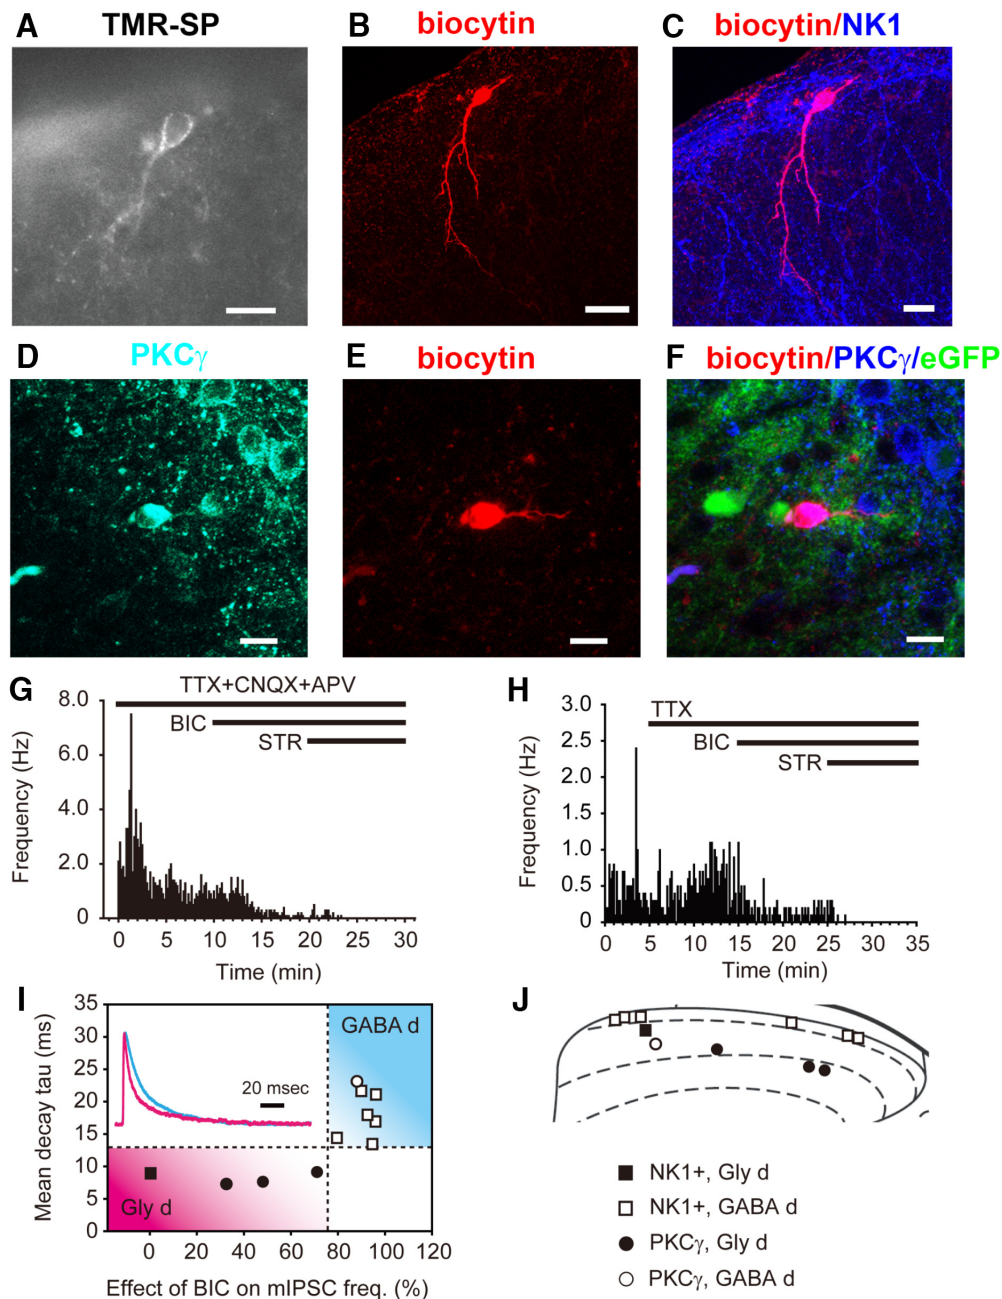 A TMR-SP
B biocytin
C biocytin/NK1
D PKCγ
E biocytin
F biocytin/PKCγ/eGFP
G
TTX+CNQX+APV
BIC
STR
8.0
6.0
4.0
2.0
0
Frequency (Hz)
0 5 10 15 20 25 30
Time (min)
H
TTX
BIC
STR
3.0
2.5
2.0
1.5
1.0
0.5
0
Frequency (Hz)
0 5 10 15 20 25 30 35
Time (min)
I
35
30
25
20
15
10
5
0
Mean decay tau (ms)
GABA d
20 msec
Gly d
0 20 40 60 80 100 120
Effect of BIC on mIPSC freq. (%)
J
NK1+, Gly d
NK1+, GABA d
PKCγ, Gly d
PKCγ, GABA d